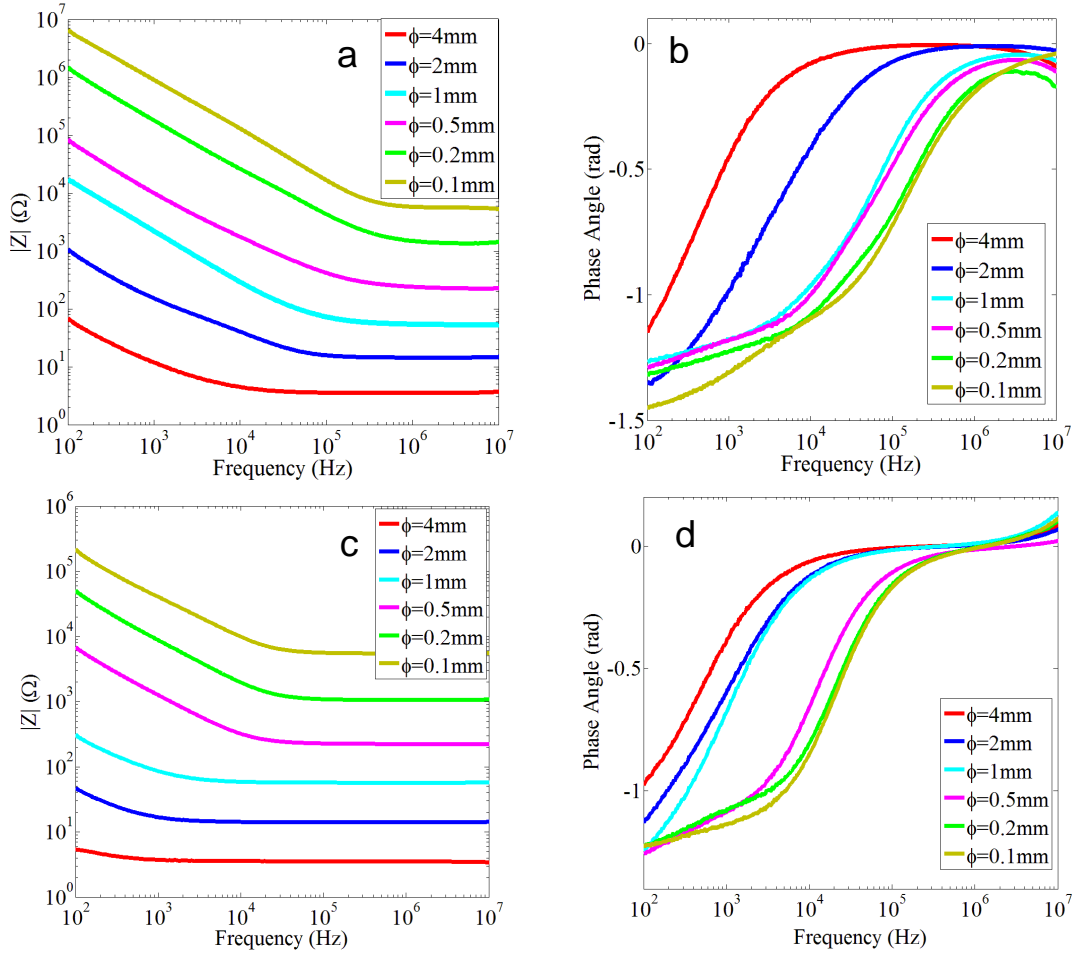 a
10^7
10^6
10^5
10^4
10^3
10^2
10^1
10^0
|Z| (Ω)
ϕ=4mm
ϕ=2mm
ϕ=1mm
ϕ=0.5mm
ϕ=0.2mm
ϕ=0.1mm
10^2 10^3 10^4 10^5 10^6 10^7
Frequency (Hz)
b
0
-0.5
-1
-1.5
Phase Angle (rad)
ϕ=4mm
ϕ=2mm
ϕ=1mm
ϕ=0.5mm
ϕ=0.2mm
ϕ=0.1mm
10^2 10^3 10^4 10^5 10^6 10^7
Frequency (Hz)
c
10^6
10^5
10^4
10^3
10^2
10^1
10^0
|Z| (Ω)
ϕ=4mm
ϕ=2mm
ϕ=1mm
ϕ=0.5mm
ϕ=0.2mm
ϕ=0.1mm
10^2 10^3 10^4 10^5 10^6 10^7
Frequency (Hz)
d
0
-0.5
-1
Phase Angle (rad)
ϕ=4mm
ϕ=2mm
ϕ=1mm
ϕ=0.5mm
ϕ=0.2mm
ϕ=0.1mm
10^2 10^3 10^4 10^5 10^6 10^7
Frequency (Hz)